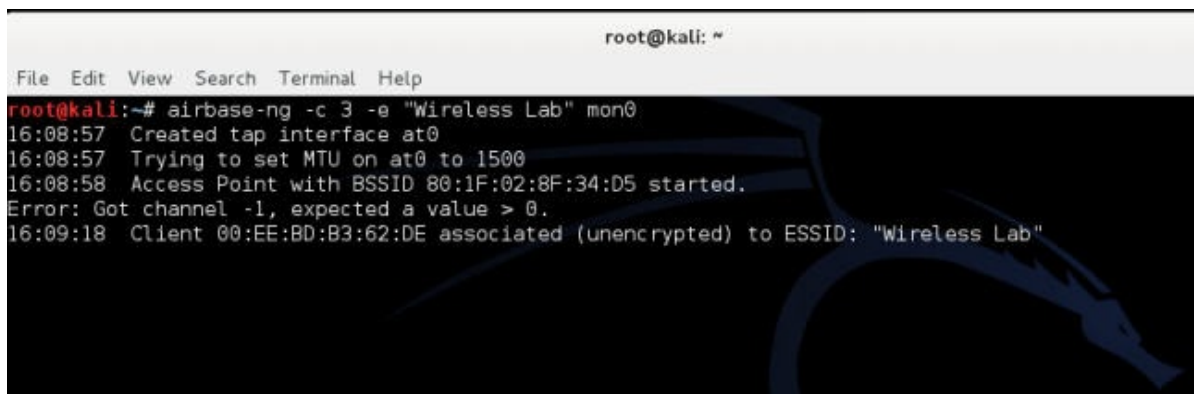 root@kali: ~
File Edit View Search Terminal Help
root@kali:~# airbase-ng -c 3 -e "Wireless Lab" mon0
16:08:57 Created tap interface at0
16:08:57 Trying to set MTU on at0 to 1500
16:08:58 Access Point with BSSID 80:1F:02:8F:34:D5 started.
Error: Got channel -1, expected a value > 0.
16:09:18 Client 00:EE:BD:B3:62:DE associated (unencrypted) to ESSID: "Wireless Lab"